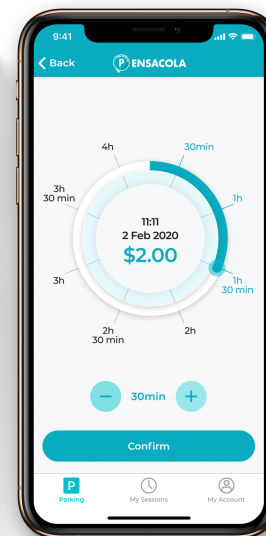 9:41
Back
PENSACOLA
4h
30min
3h
30 min
1h
11:11
2 Feb 2020
$2.00
3h
1h
30 min
2h
30 min
2h
− 30min +
Confirm
P
Parking
My Sessions
My Account